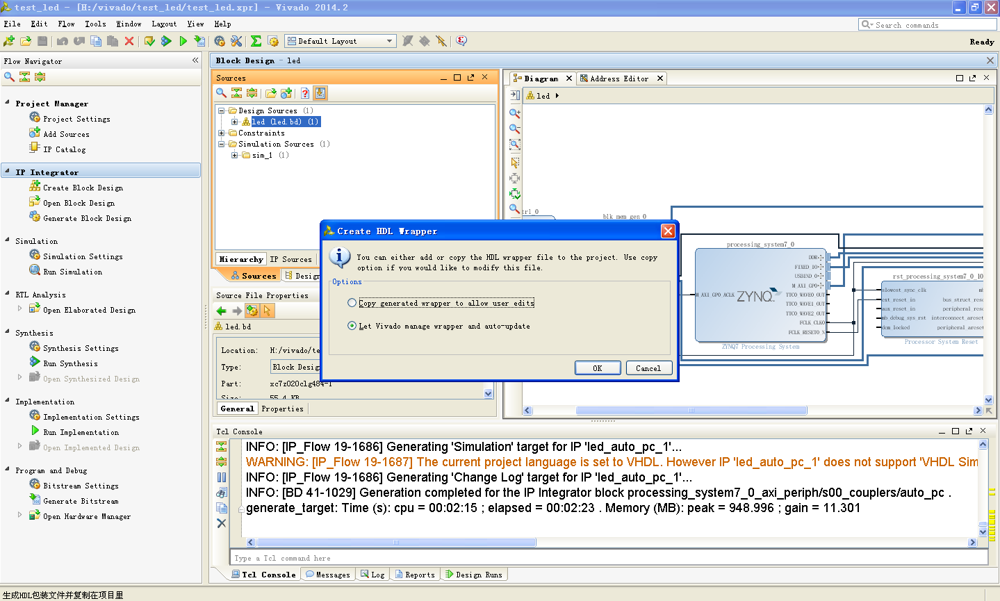 test_led - [H:/vivado/test_led/test_led.xpr] - Vivado 2014.2
File Edit Flow Tools Window Layout View Help
Search commands
Default Layout
Ready
Flow Navigator
Project Manager
Project Settings
Add Sources
IP Catalog
IP Integrator
Create Block Design
Open Block Design
Generate Block Design
Simulation
Simulation Settings
Run Simulation
RTL Analysis
Open Elaborated Design
Synthesis
Synthesis Settings
Run Synthesis
Open Synthesized Design
Implementation
Implementation Settings
Run Implementation
Open Implemented Design
Program and Debug
Bitstream Settings
Generate Bitstream
Open Hardware Manager
Block Design - led
Sources
Design Sources (1)
led (led.bd) (1)
Constraints
Simulation Sources (1)
sim_1 (1)
Hierarchy IP Sources
Sources Design
Source File Properties
led.bd
Location: H:/vivado/te
Type: Block Desig
Part: xc7z020clg484-1
Size: 55.4 KB
General Properties
Diagram Address Editor
led
tr1_0
blk_mem_gen_0
processing_system7_0
DDR
FIXED_IO
USBIND_0
M_AXI_GP0
M_AXI_GP0_ACLK
ZYNQ
TTC0_WAVE0_OUT
TTC0_WAVE1_OUT
TTC0_WAVE2_OUT
FCLK_CLK0
FCLK_RESET0_N
ZYNQ7 Processing System
rst_processing_system7_0_10
slowest_sync_clk mb
ext_reset_in bus_struct_rese
aux_reset_in peripheral_rese
mb_debug_sys_rst interconnect_areset
dcm_locked peripheral_areset
Processor System Reset
Create HDL Wrapper
You can either add or copy the HDL wrapper file to the project. Use copy
option if you would like to modify this file.
Options
Copy generated wrapper to allow user edits
Let Vivado manage wrapper and auto-update
OK Cancel
Tcl Console
INFO: [IP_Flow 19-1686] Generating 'Simulation' target for IP 'led_auto_pc_1'...
WARNING: [IP_Flow 19-1687] The current project language is set to VHDL. However IP 'led_auto_pc_1' does not support 'VHDL Sim
INFO: [IP_Flow 19-1686] Generating 'Change Log' target for IP 'led_auto_pc_1'...
INFO: [BD 41-1029] Generation completed for the IP Integrator block processing_system7_0_axi_periph/s00_couplers/auto_pc .
generate_target: Time (s): cpu = 00:02:15 ; elapsed = 00:02:23 . Memory (MB): peak = 948.996 ; gain = 11.301
Type a Tcl command here
Tcl Console Messages Log Reports Design Runs
生成HDL包装文件并复制在项目里